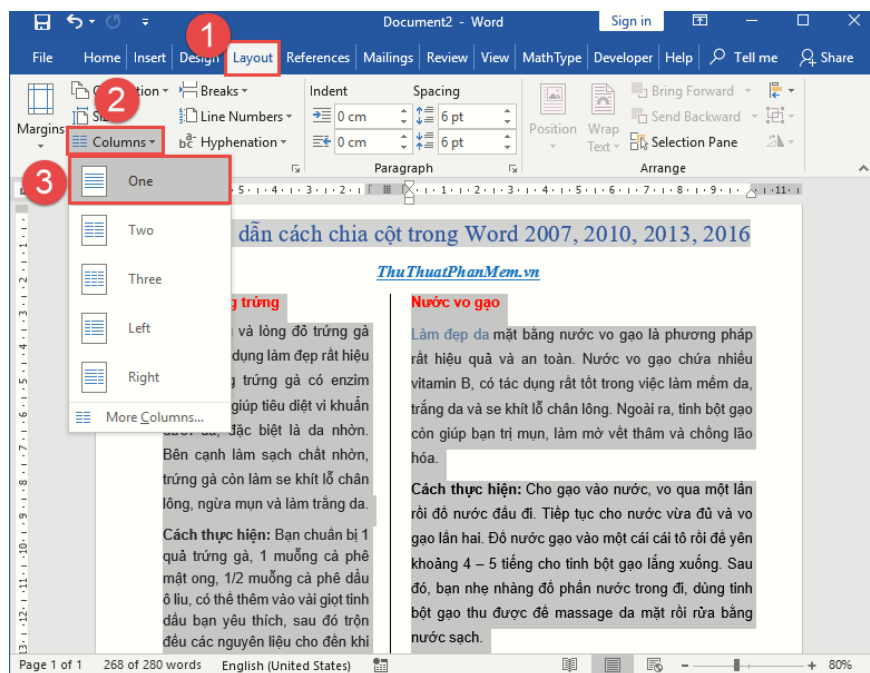 Document2 - Word
Sign in
1
File Home Insert Design Layout References Mailings Review View MathType Developer Help Tell me Share
2
Margins
Columns
Breaks
Line Numbers
Hyphenation
Indent
0 cm
0 cm
Spacing
6 pt
6 pt
Paragraph
Position
Wrap Text
Bring Forward
Send Backward
Selection Pane
Arrange
3
One
Two
Three
Left
Right
More Columns...
dẫn cách chia cột trong Word 2007, 2010, 2013, 2016
ThuThuatPhanMem.vn
trứng
và lòng đỏ trứng gà
dụng làm đẹp rất hiệu
trứng gà có enzim
giúp tiêu diệt vi khuẩn
đặc biệt là da nhờn.
Bên cạnh làm sạch chất nhờn,
trứng gà còn làm se khít lỗ chân
lông, ngừa mụn và làm trắng da.
Cách thực hiện: Bạn chuẩn bị 1
quả trứng gà, 1 muỗng cà phê
mật ong, 1/2 muỗng cà phê dầu
ô liu, có thể thêm vào vài giọt tinh
dầu bạn yêu thích, sau đó trộn
đều các nguyên liệu cho đến khi
Nước vo gạo
Làm đẹp da mặt bằng nước vo gạo là phương pháp
rất hiệu quả và an toàn. Nước vo gạo chứa nhiều
vitamin B, có tác dụng rất tốt trong việc làm mềm da,
trắng da và se khít lỗ chân lông. Ngoài ra, tinh bột gạo
còn giúp bạn trị mụn, làm mờ vết thâm và chống lão
hóa.
Cách thực hiện: Cho gạo vào nước, vo qua một lần
rồi đổ nước đầu đi. Tiếp tục cho nước vừa đủ và vo
gạo lần hai. Đổ nước gạo vào một cái cái tô rồi để yên
khoảng 4 – 5 tiếng cho tinh bột gạo lắng xuống. Sau
đó, bạn nhẹ nhàng đổ phần nước trong đi, dùng tinh
bột gạo thu được để massage da mặt rồi rửa bằng
nước sạch.
Page 1 of 1 268 of 280 words English (United States) 80%